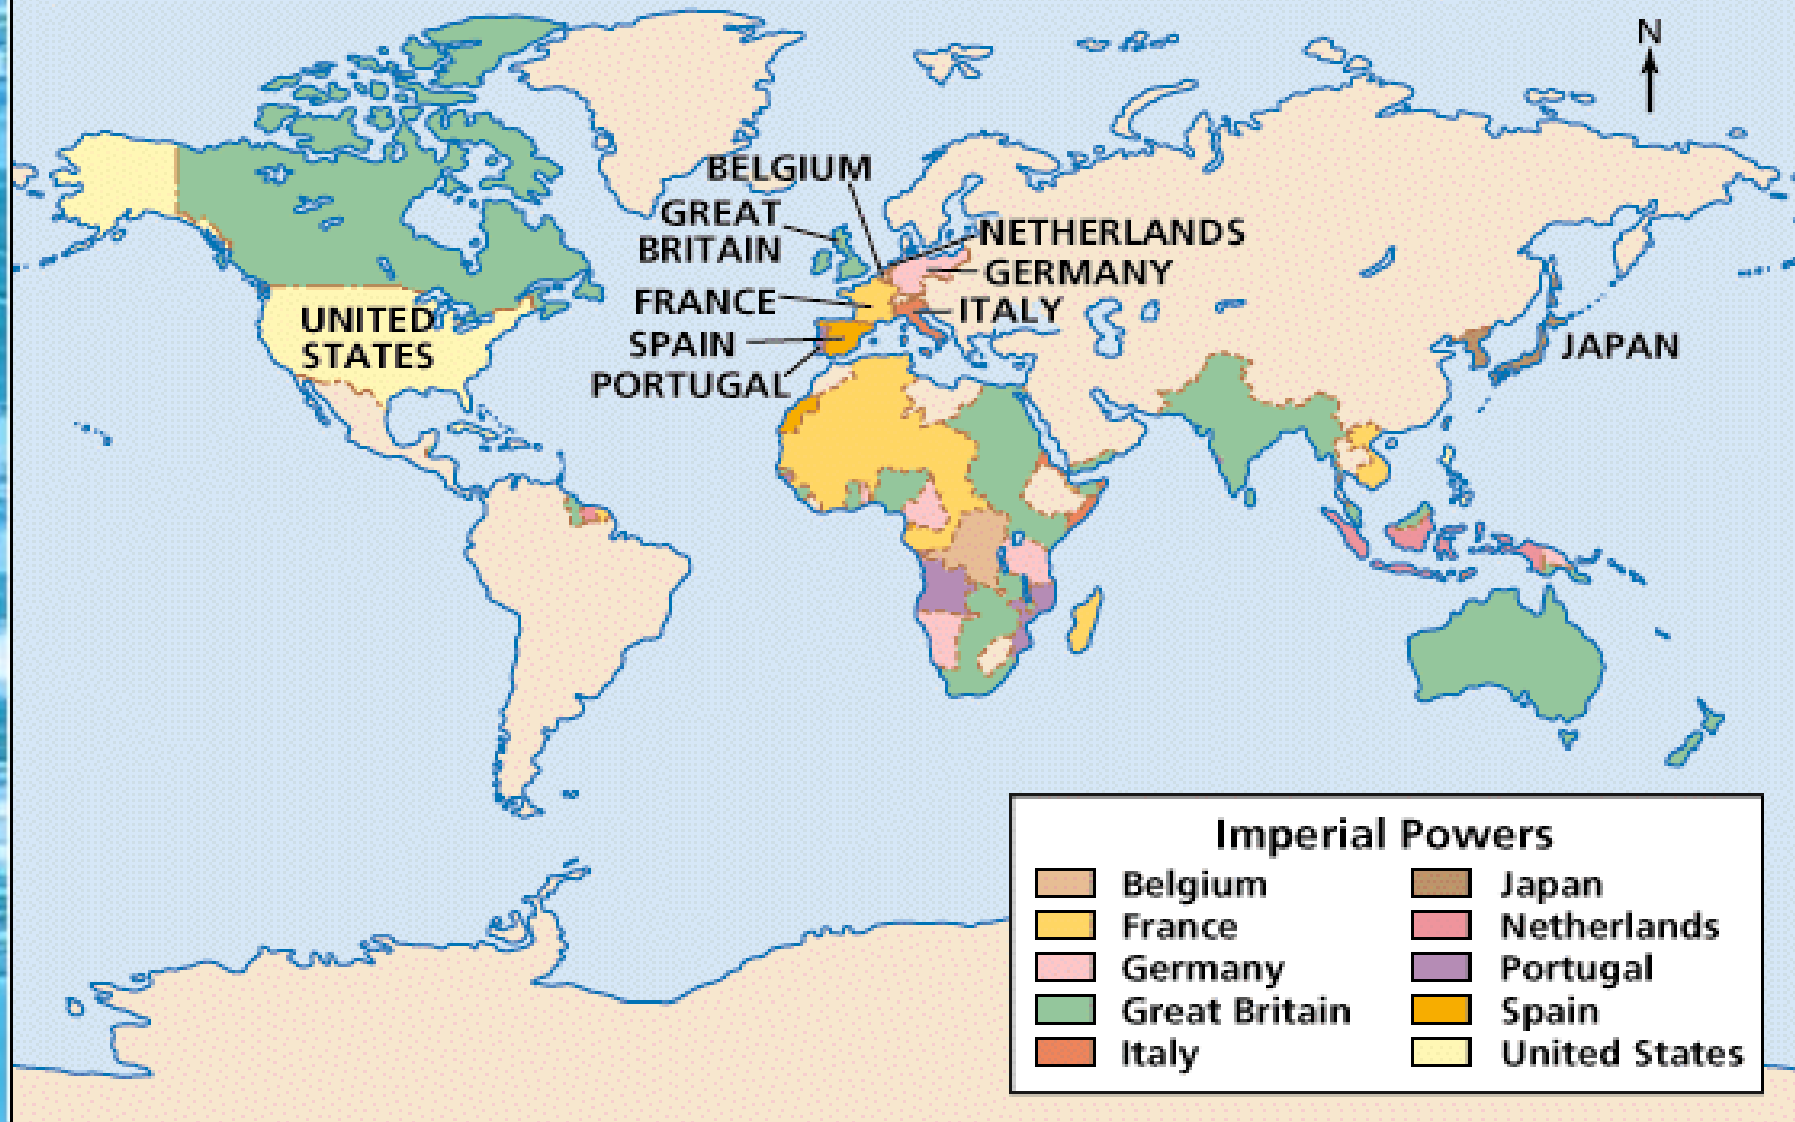 N
BELGIUM
GREAT
BRITAIN
NETHERLANDS
GERMANY
FRANCE
ITALY
UNITED
STATES
SPAIN
JAPAN
PORTUGAL
Imperial Powers
Belgium
France
Germany
Great Britain
Italy
Japan
Netherlands
Portugal
Spain
United States